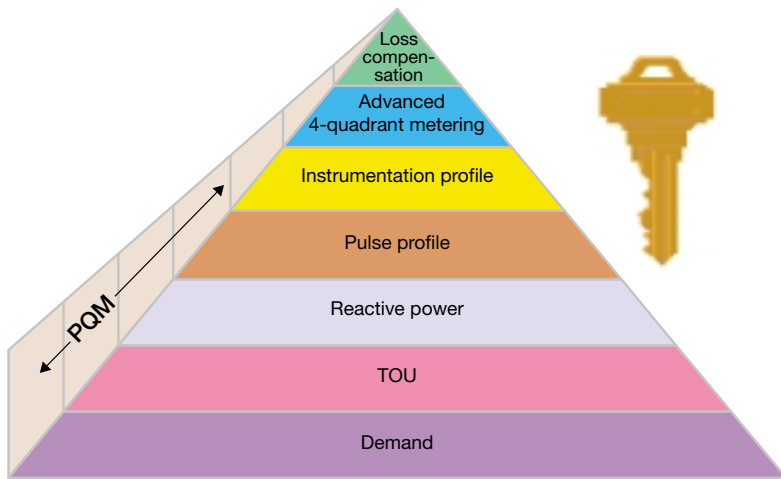 Loss
compen-
sation
Advanced
4-quadrant metering
Instrumentation profile
Pulse profile
Reactive power
PQM
TOU
Demand